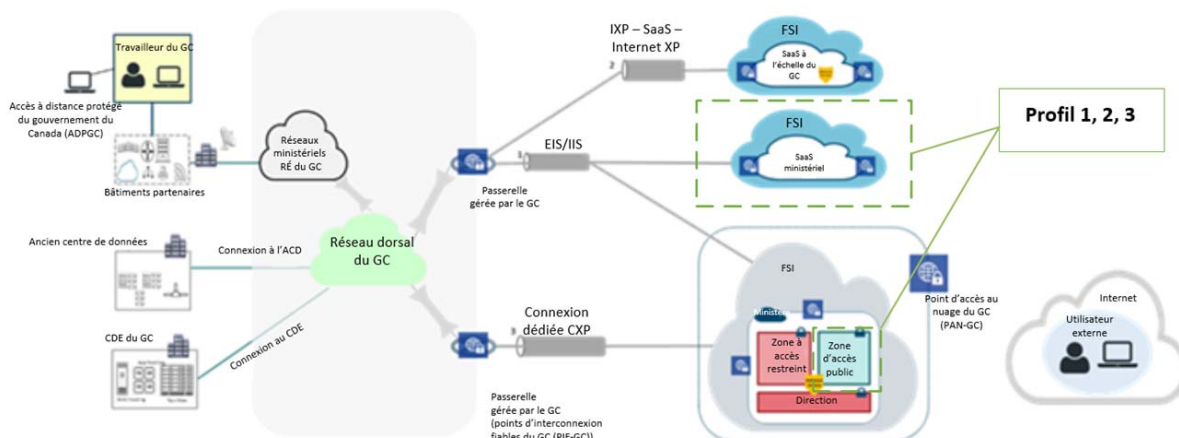 Travailleur du GC
Accès à distance protégé
du gouvernement du
Canada (ADPGC)
Bâtiments partenaires
Réseaux
ministériels
RÉ du GC
Ancien centre de données
Connexion à l'ACD
CDE du GC
Connexion au CDE
Réseau dorsal
du GC
IXP – SaaS –
Internet XP
2
EIS/IIS
1
Passerelle
gérée par le GC
Connexion
dédiée CXP
3
Passerelle
gérée par le GC
(points d'interconnexion
fiables du GC (PIF-GC))
FSI
SaaS à
l'échelle du
GC
FSI
SaaS
ministériel
Profil 1, 2, 3
FSI
Ministère
Zone à
accès
restreint
Zone
d'accès
public
Direction
Point d'accès au
nuage du GC
(PAN-GC)
Internet
Utilisateur
externe